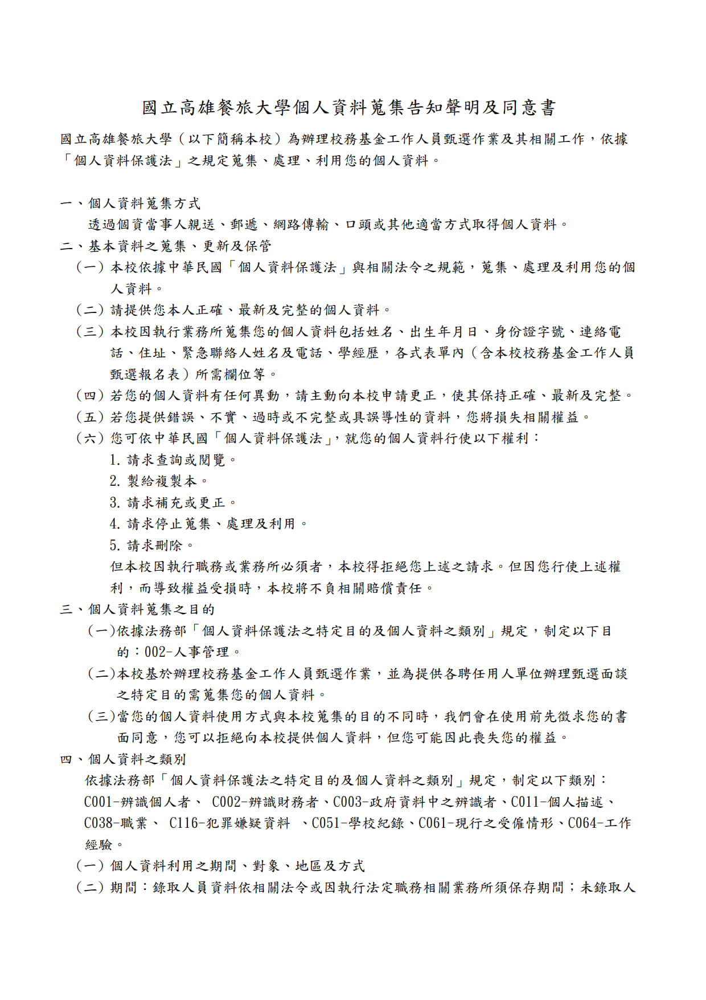 國立高雄餐旅大學個人資料蒐集告知聲明及同意書
國立高雄餐旅大學（以下簡稱本校）為辦理校務基金工作人員甄選作業及其相關工作，依據
「個人資料保護法」之規定蒐集、處理、利用您的個人資料。
一、個人資料蒐集方式
透過個資當事人親送、郵遞、網路傳輸、口頭或其他適當方式取得個人資料。
二、基本資料之蒐集、更新及保管
（一）本校依據中華民國「個人資料保護法」與相關法令之規範，蒐集、處理及利用您的個
人資料。
（二）請提供您本人正確、最新及完整的個人資料。
（三）本校因執行業務所蒐集您的個人資料包括姓名、出生年月日、身份證字號、連絡電
話、住址、緊急聯絡人姓名及電話、學經歷，各式表單內（含本校校務基金工作人員
甄選報名表）所需欄位等。
（四）若您的個人資料有任何異動，請主動向本校申請更正，使其保持正確、最新及完整。
（五）若您提供錯誤、不實、過時或不完整或具誤導性的資料，您將損失相關權益。
（六）您可依中華民國「個人資料保護法」，就您的個人資料行使以下權利：
1. 請求查詢或閱覽。
2. 製給複製本。
3. 請求補充或更正。
4. 請求停止蒐集、處理及利用。
5. 請求刪除。
但本校因執行職務或業務所必須者，本校得拒絕您上述之請求。但因您行使上述權
利，而導致權益受損時，本校將不負相關賠償責任。
三、個人資料蒐集之目的
(一)依據法務部「個人資料保護法之特定目的及個人資料之類別」規定，制定以下目
的：002-人事管理。
(二)本校基於辦理校務基金工作人員甄選作業，並為提供各聘任用人單位辦理甄選面談
之特定目的需蒐集您的個人資料。
(三)當您的個人資料使用方式與本校蒐集的目的不同時，我們會在使用前先徵求您的書
面同意，您可以拒絕向本校提供個人資料，但您可能因此喪失您的權益。
四、個人資料之類別
依據法務部「個人資料保護法之特定目的及個人資料之類別」規定，制定以下類別：
C001-辨識個人者、 C002-辨識財務者、C003-政府資料中之辨識者、C011-個人描述、
C038-職業、 C116-犯罪嫌疑資料 、C051-學校紀錄、C061-現行之受僱情形、C064-工作
經驗。
（一）個人資料利用之期間、對象、地區及方式
（二）期間：錄取人員資料依相關法令或因執行法定職務相關業務所須保存期間；未錄取人